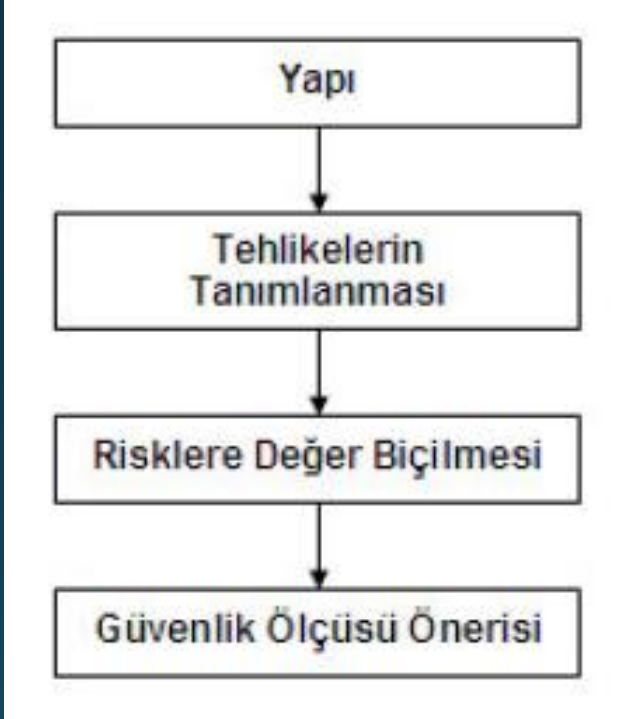 Yapı
Tehlikelerin
Tanımlanması
Risklere Değer Biçilmesi
Güvenlik Ölçüsü Önerisi